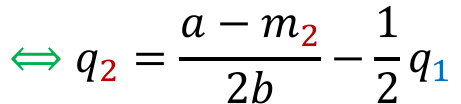 ⟺ q₂ = (a − m₂)/(2b) − (1/2) q₁